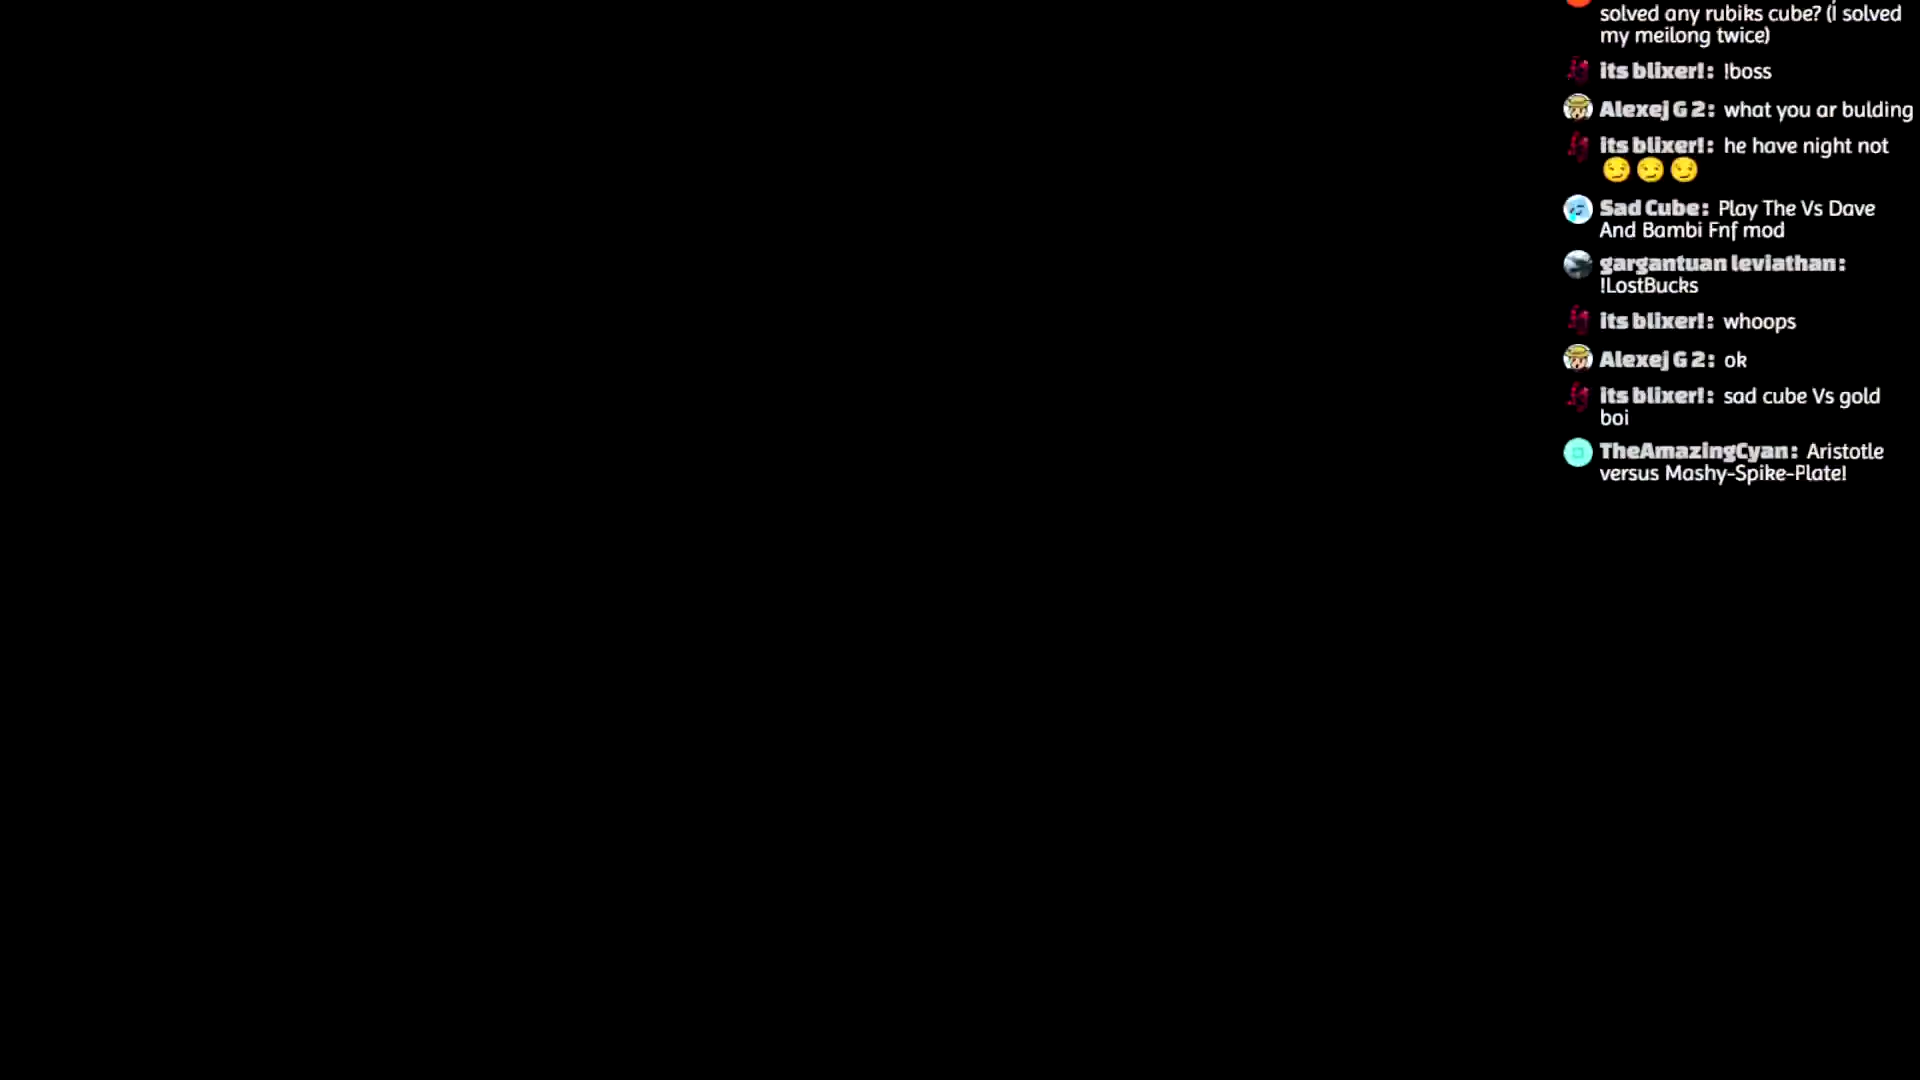 solved any rubiks cube? (i solved
my meilong twice)
its blixer!: !boss
Alexej G 2: what you ar bulding
its blixer!: he have night not
😏😏😏
Sad Cube: Play The Vs Dave
And Bambi Fnf mod
gargantuan leviathan:
!LostBucks
its blixer!: whoops
Alexej G 2: ok
its blixer!: sad cube Vs gold
boi
TheAmazingCyan: Aristotle
versus Mashy-Spike-Plate!